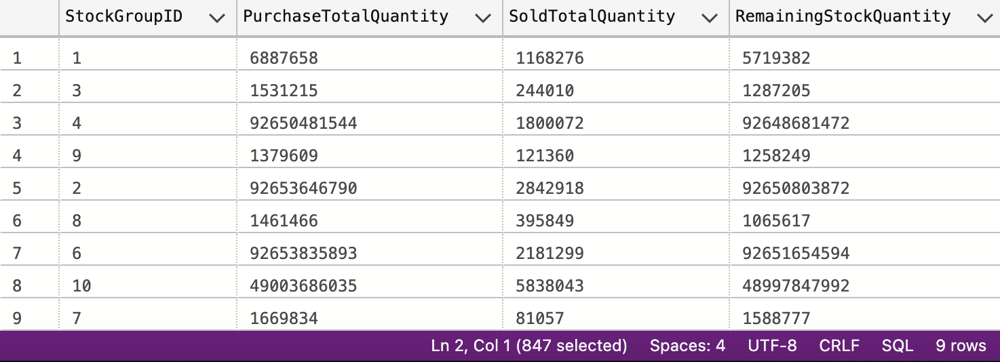 StockGroupID PurchaseTotalQuantity SoldTotalQuantity RemainingStockQuantity
1 1 6887658 1168276 5719382
2 3 1531215 244010 1287205
3 4 92650481544 1800072 92648681472
4 9 1379609 121360 1258249
5 2 92653646790 2842918 92650803872
6 8 1461466 395849 1065617
7 6 92653835893 2181299 92651654594
8 10 49003686035 5838043 48997847992
9 7 1669834 81057 1588777
Ln 2, Col 1 (847 selected) Spaces: 4 UTF-8 CRLF SQL 9 rows